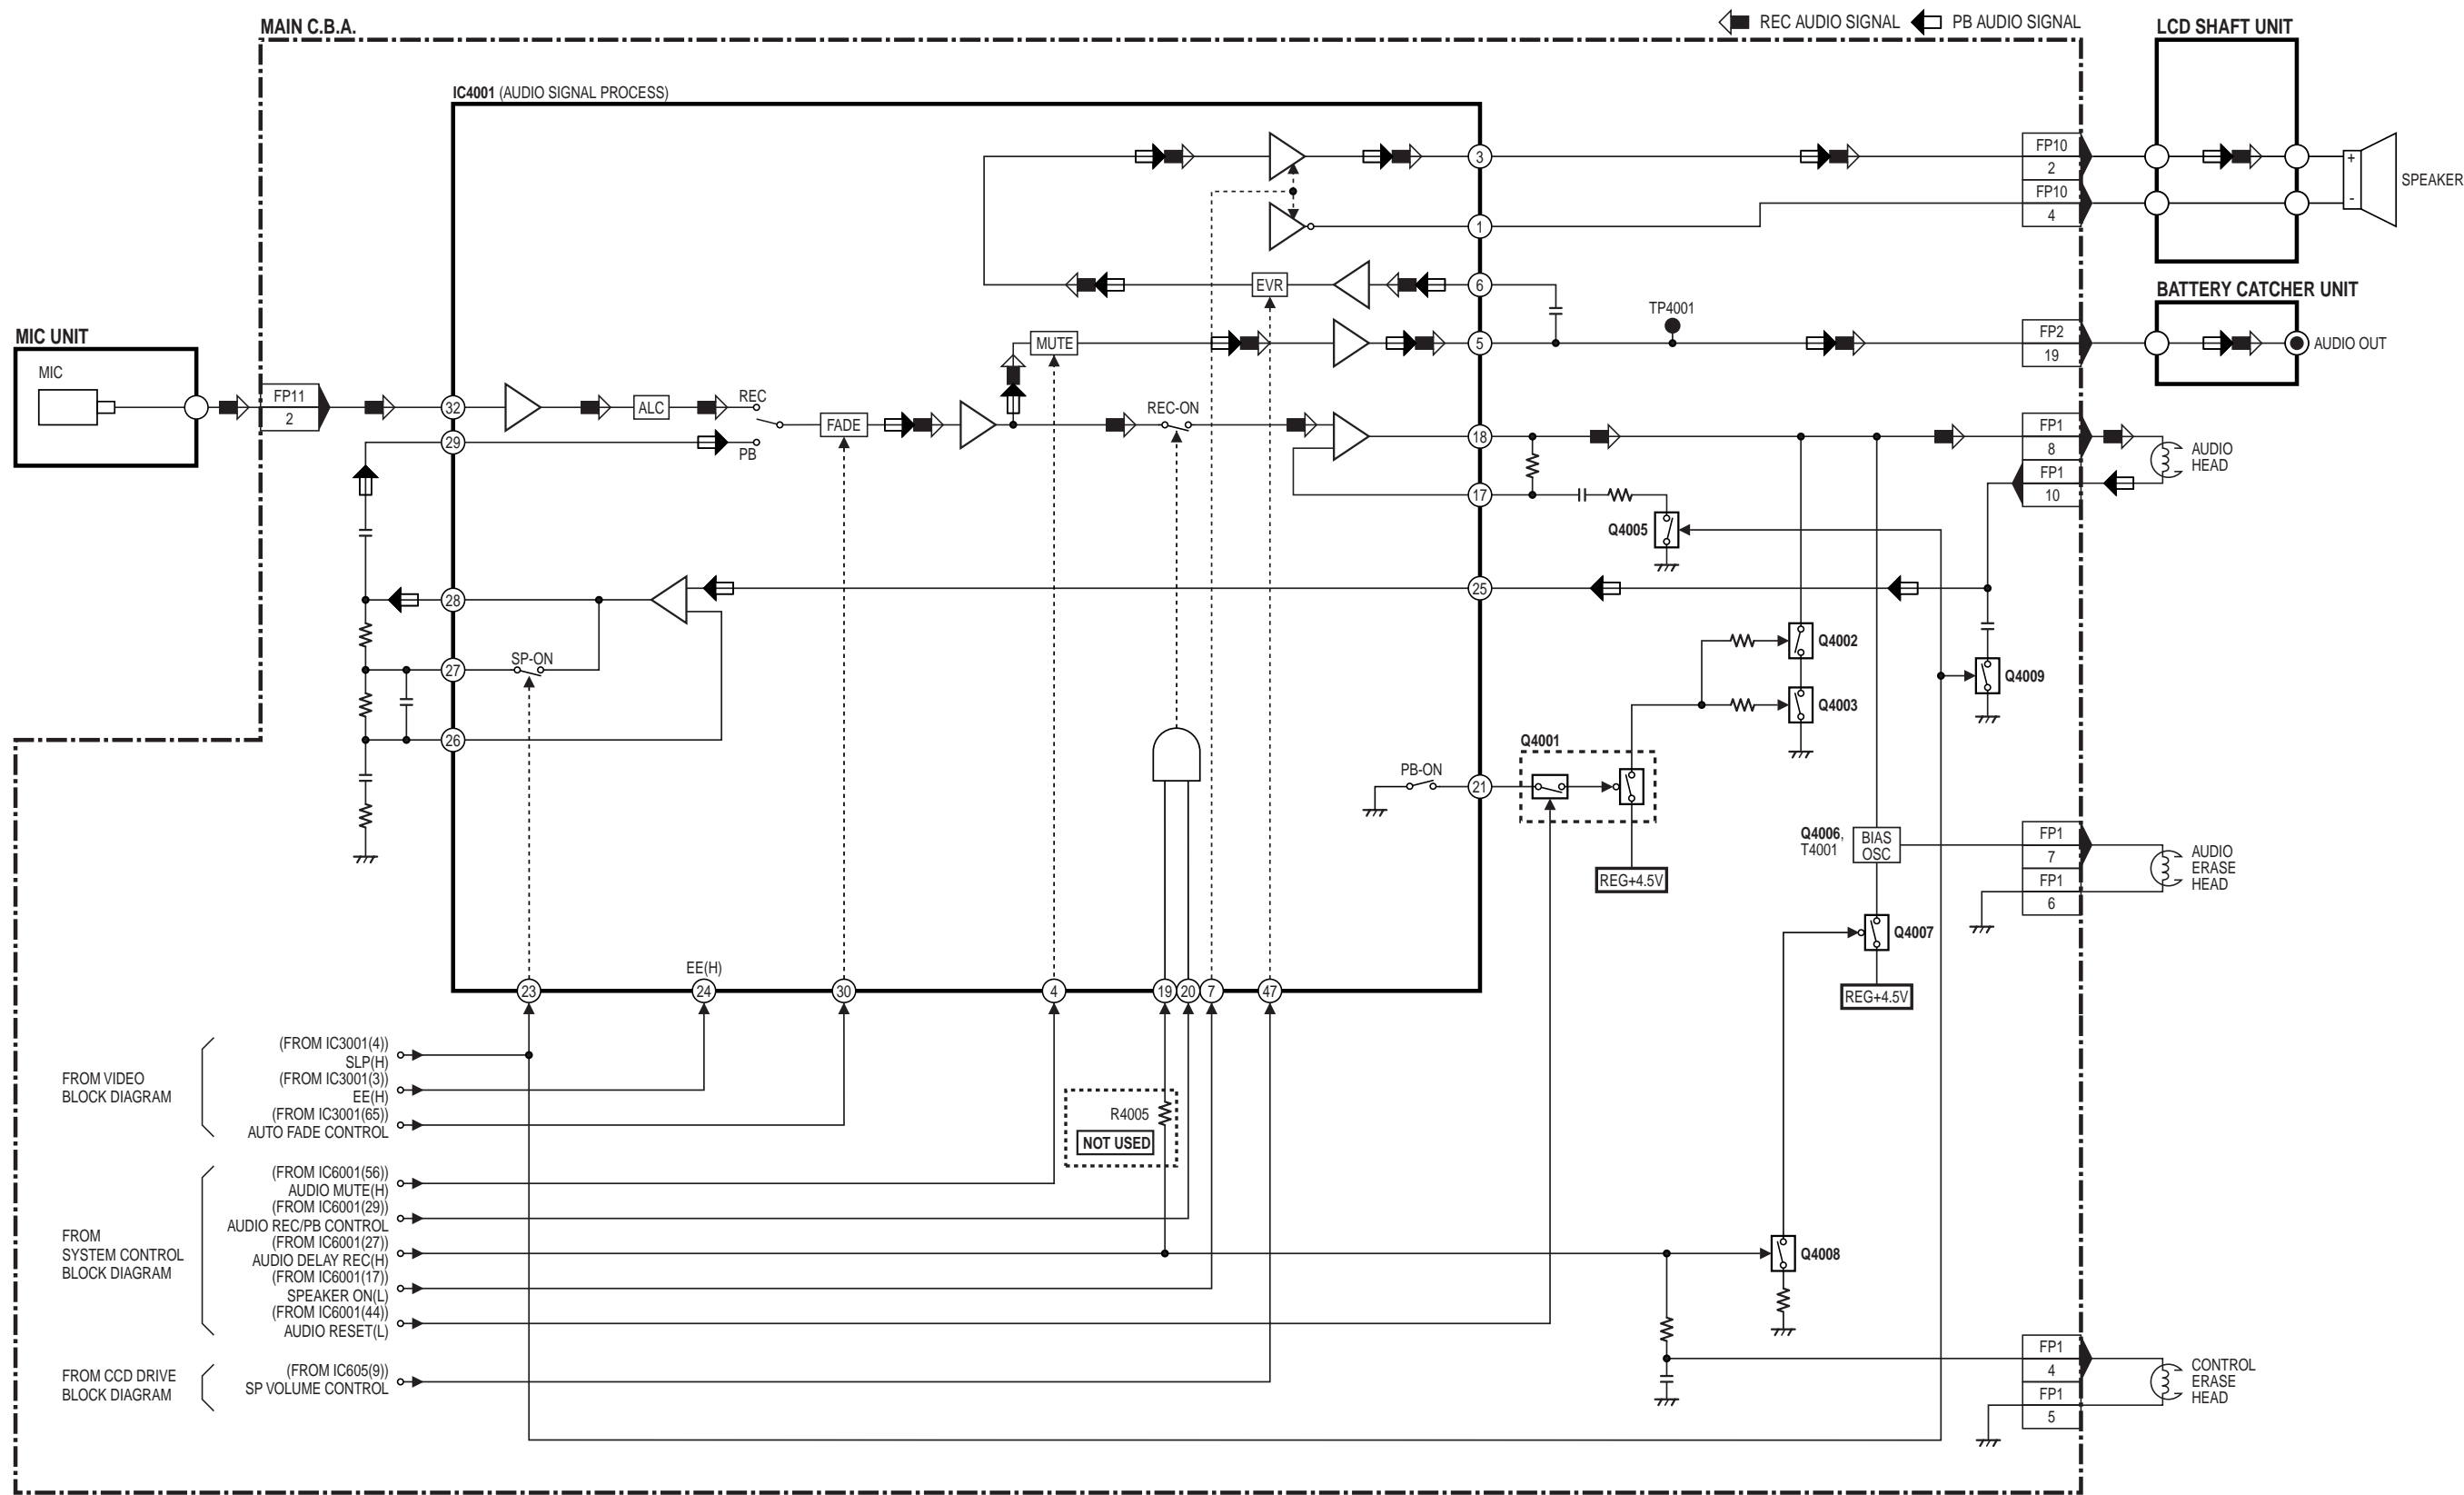 MAIN C.B.A.
REC AUDIO SIGNAL
PB AUDIO SIGNAL
LCD SHAFT UNIT
IC4001 (AUDIO SIGNAL PROCESS)
3
FP10
2
FP10
4
+
-
SPEAKER
1
EVR
6
BATTERY CATCHER UNIT
TP4001
MIC UNIT
MUTE
5
FP2
19
AUDIO OUT
MIC
FP11
2
32
ALC
REC
FADE
REC-ON
18
FP1
8
FP1
10
AUDIO
HEAD
29
PB
17
Q4005
28
25
SP-ON
27
Q4002
Q4009
Q4003
26
Q4001
PB-ON
21
REG+4.5V
Q4006,
T4001
BIAS
OSC
FP1
7
FP1
6
AUDIO
ERASE
HEAD
Q4007
REG+4.5V
EE(H)
23
24
30
4
19
20
7
47
FROM VIDEO
BLOCK DIAGRAM
(FROM IC3001(4))
SLP(H)
(FROM IC3001(3))
EE(H)
(FROM IC3001(65))
AUTO FADE CONTROL
R4005
NOT USED
FROM
SYSTEM CONTROL
BLOCK DIAGRAM
(FROM IC6001(56))
AUDIO MUTE(H)
(FROM IC6001(29))
AUDIO REC/PB CONTROL
(FROM IC6001(27))
AUDIO DELAY REC(H)
(FROM IC6001(17))
SPEAKER ON(L)
(FROM IC6001(44))
AUDIO RESET(L)
Q4008
FROM CCD DRIVE
BLOCK DIAGRAM
(FROM IC605(9))
SP VOLUME CONTROL
FP1
4
FP1
5
CONTROL
ERASE
HEAD